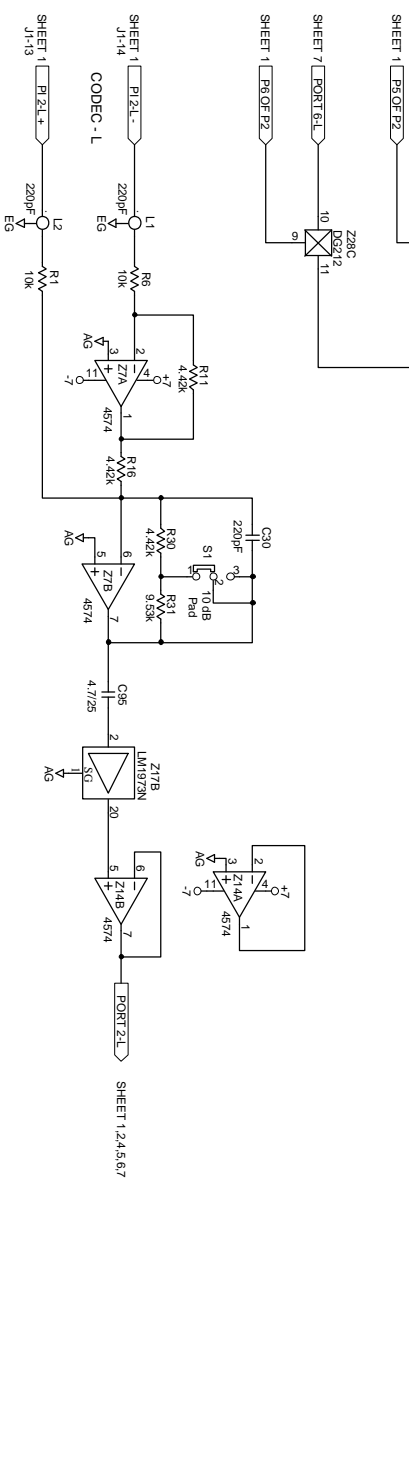 SHEET 1
P5 OF P2
SHEET 7
PORT 6-L
SHEET 1
P6 OF P2
10
9
11
Z28C
DG212
SHEET 1
J1-14
PI 2-L -
CODEC - L
SHEET 1
J1-13
PI 2-L +
L1
220pF
EG
L2
220pF
EG
R6
10k
R1
10k
R11
4.42k
2
3
4
11
1
+7
-7
AG
Z7A
4574
R16
4.42k
C30
220pF
S1
1
2
3
10 dB
Pad
R30
4.42k
R31
9.53k
6
5
7
AG
Z7B
4574
C95
4.7/25
Z17B
LM1973N
2
SG
1
20
AG
2
3
4
11
1
+7
-7
AG
Z14A
4574
6
5
7
Z14B
4574
PORT 2-L
SHEET 1,2,4,5,6,7